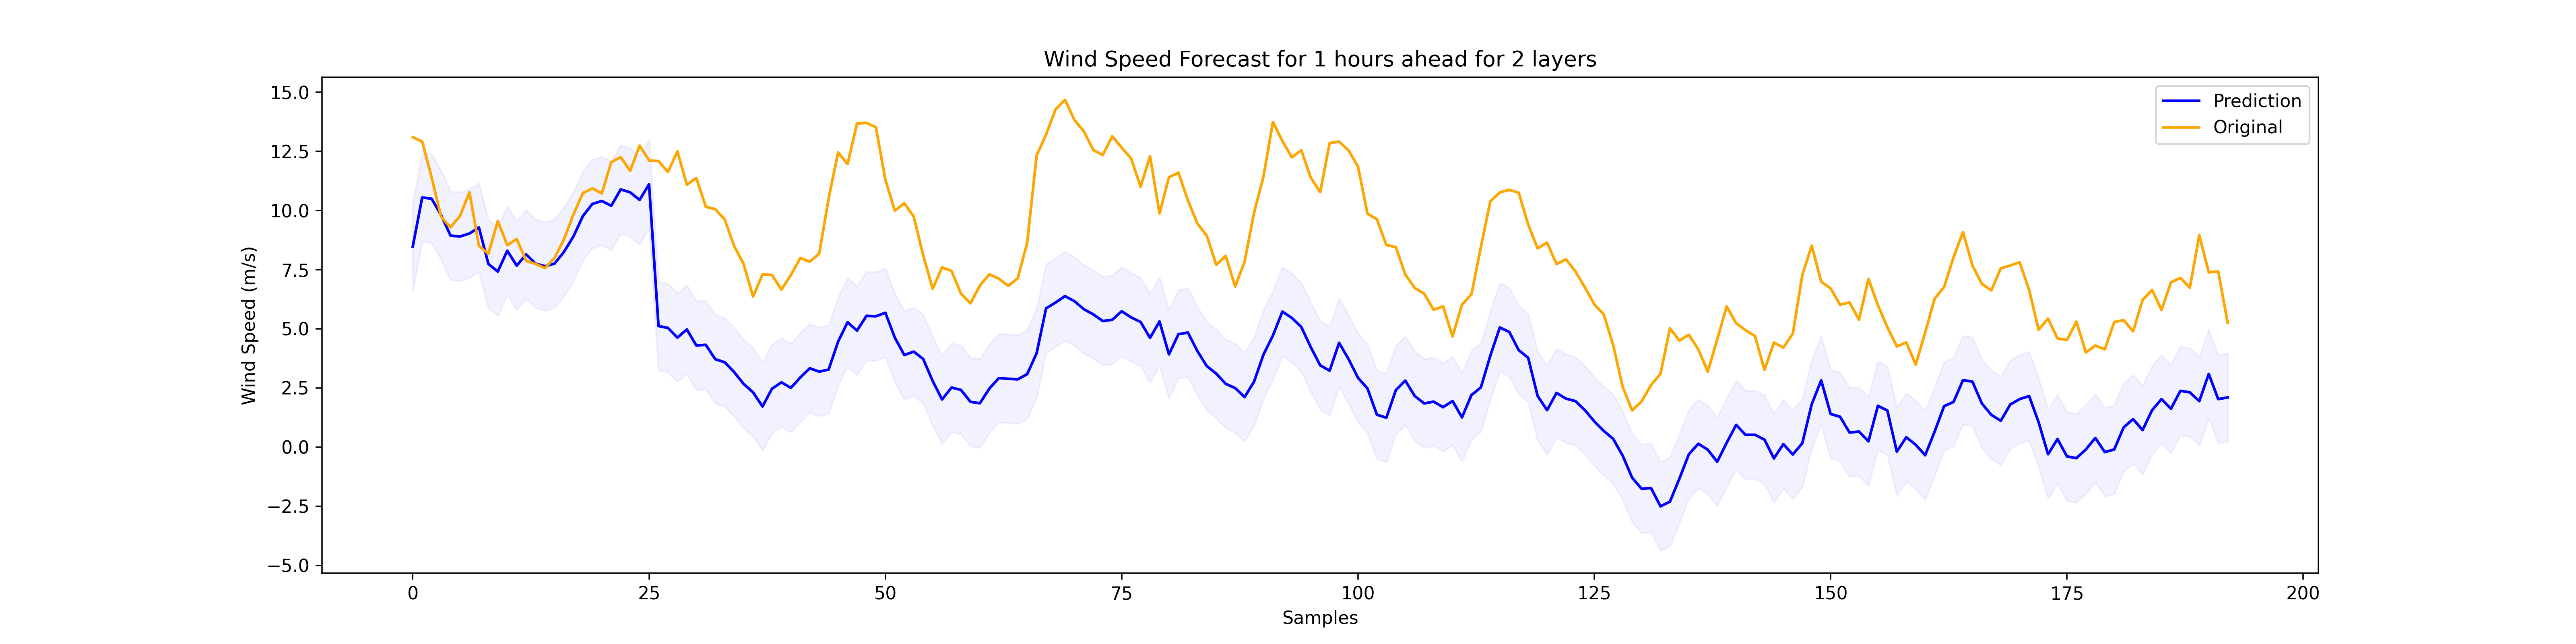 Wind Speed Forecast for 1 hours ahead for 2 layers
Prediction
Original
Wind Speed (m/s)
15.0
12.5
10.0
7.5
5.0
2.5
0.0
−2.5
−5.0
0 25 50 75 100 125 150 175 200
Samples